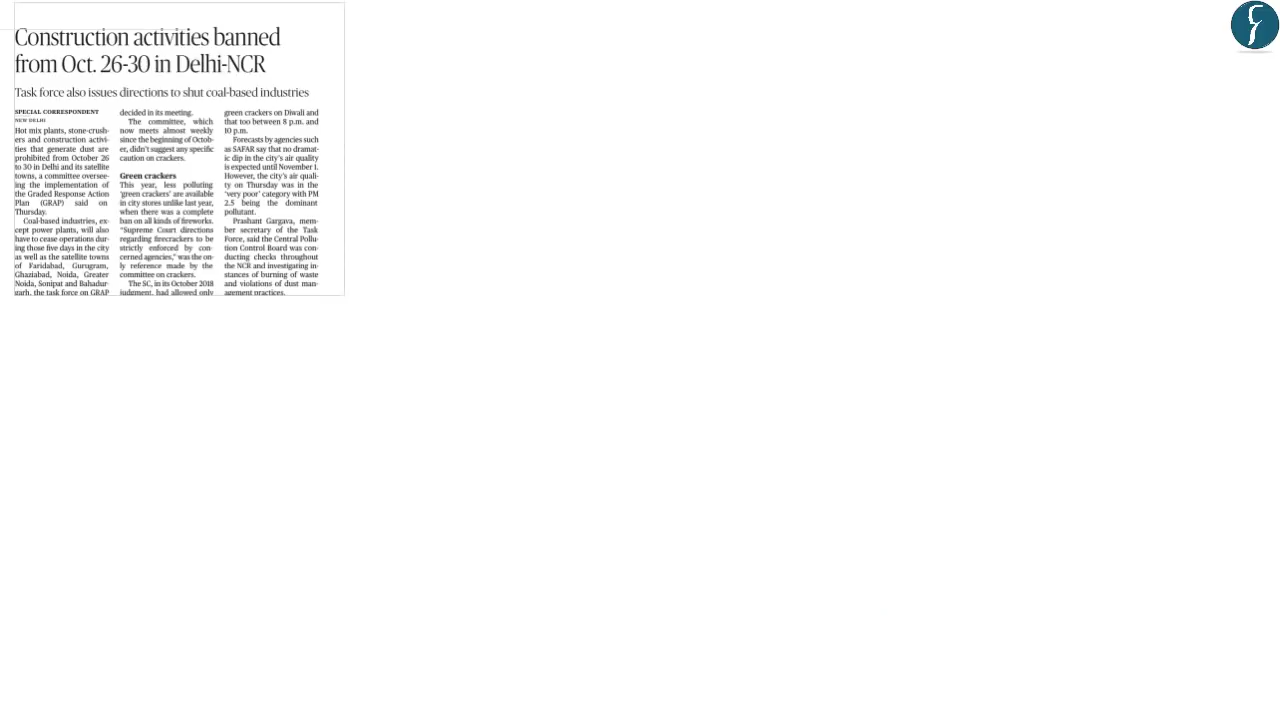 Construction activities banned
from Oct. 26-30 in Delhi-NCR
Task force also issues directions to shut coal-based industries
SPECIAL CORRESPONDENT
NEW DELHI
Hot mix plants, stone-crush-
ers and construction activi-
ties that generate dust are
prohibited from October 26
to 30 in Delhi and its satellite
towns, a committee oversee-
ing the implementation of
the Graded Response Action
Plan (GRAP) said on
Thursday.
Coal-based industries, ex-
cept power plants, will also
have to cease operations dur-
ing those five days in the city
as well as the satellite towns
of Faridabad, Gurugram,
Ghaziabad, Noida, Greater
Noida, Sonipat and Bahadur-
garh, the task force on GRAP
decided in its meeting.
The committee, which
now meets almost weekly
since the beginning of Octob-
er, didn't suggest any specific
caution on crackers.
Green crackers
This year, less polluting
'green crackers' are available
in city stores unlike last year,
when there was a complete
ban on all kinds of fireworks.
"Supreme Court directions
regarding firecrackers to be
strictly enforced by con-
cerned agencies," was the on-
ly reference made by the
committee on crackers.
The SC, in its October 2018
judgment, had allowed only
green crackers on Diwali and
that too between 8 p.m. and
10 p.m.
Forecasts by agencies such
as SAFAR say that no dramat-
ic dip in the city's air quality
is expected until November 1.
However, the city's air quali-
ty on Thursday was in the
'very poor' category with PM
2.5 being the dominant
pollutant.
Prashant Gargava, mem-
ber secretary of the Task
Force, said the Central Pollu-
tion Control Board was con-
ducting checks throughout
the NCR and investigating in-
stances of burning of waste
and violations of dust man-
agement practices.